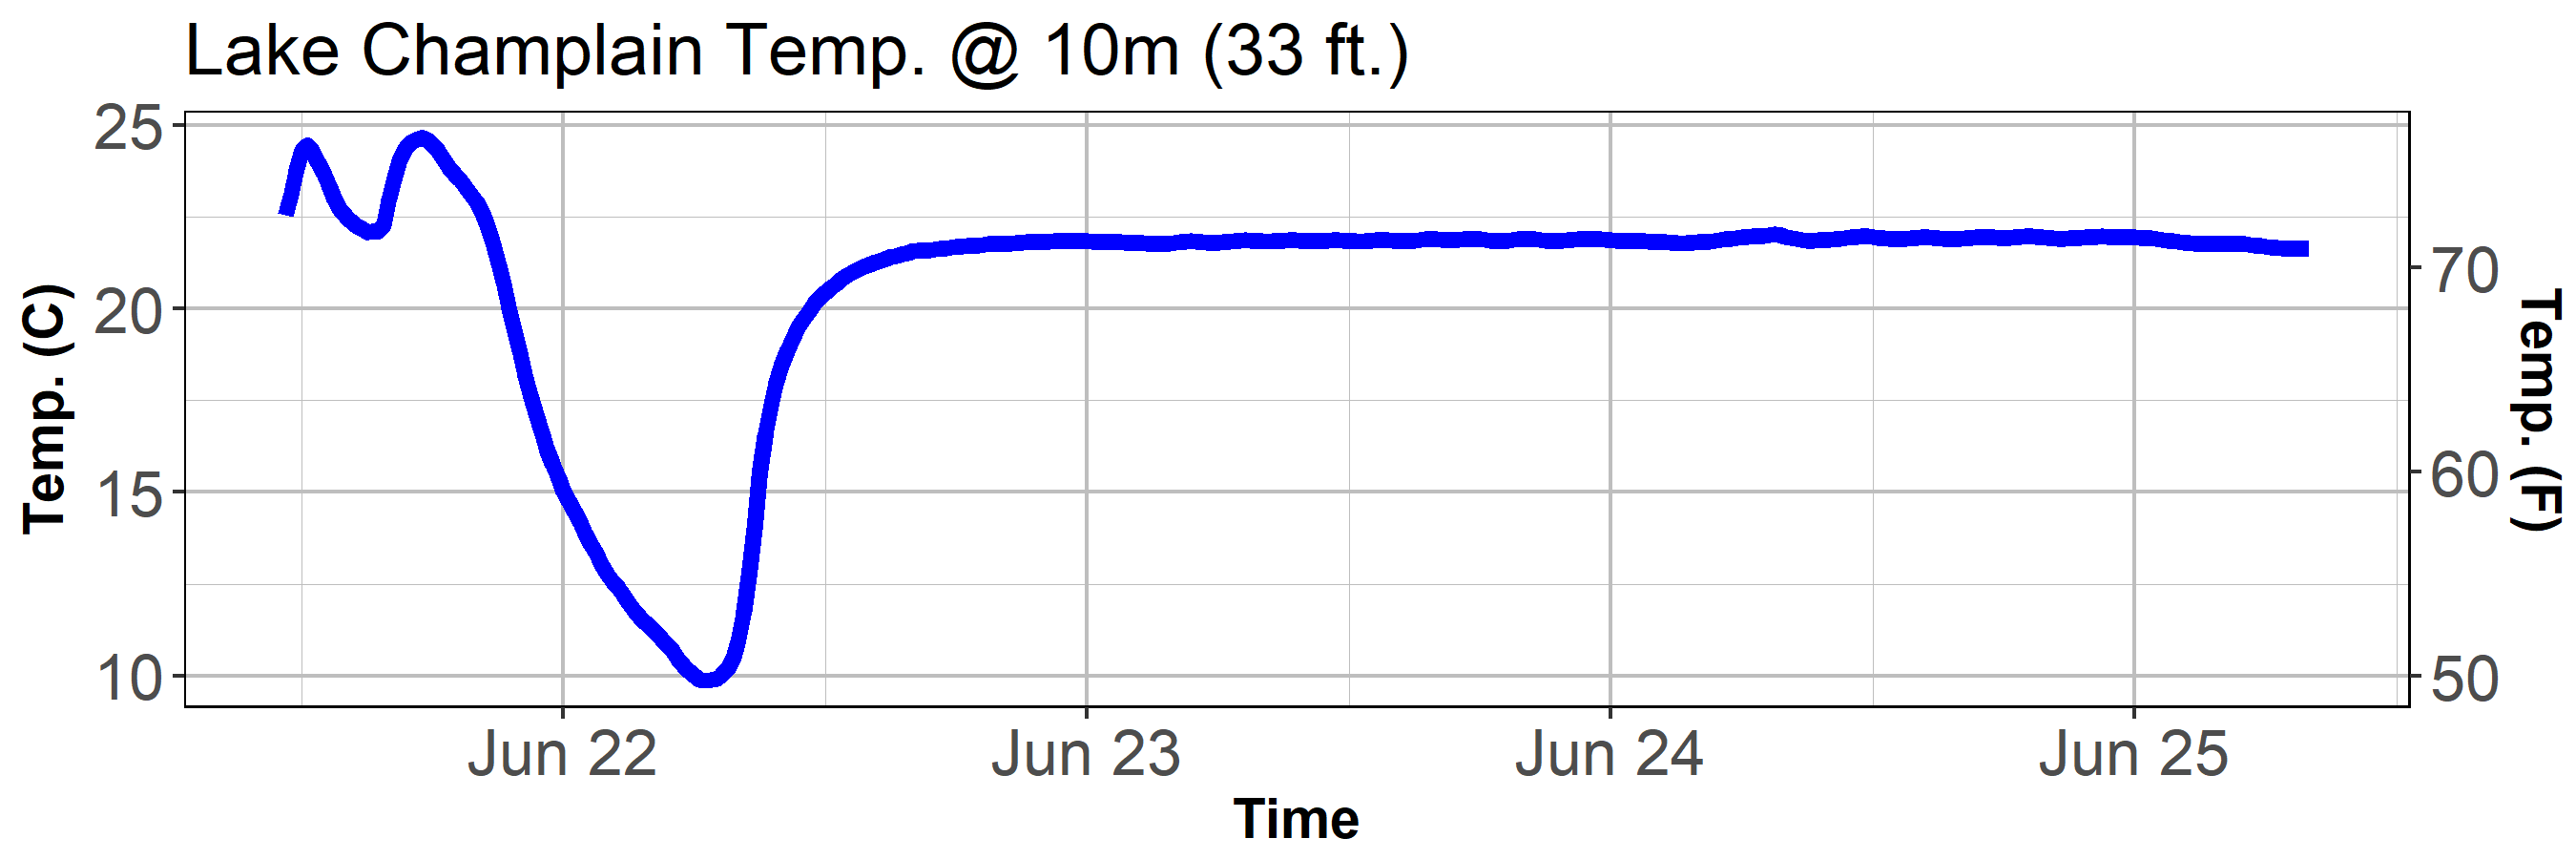 Lake Champlain Temp. @ 10m (33 ft.)
25
20
15
10
Temp. (C)
70
60
50
Temp. (F)
Jun 22 Jun 23 Jun 24 Jun 25
Time